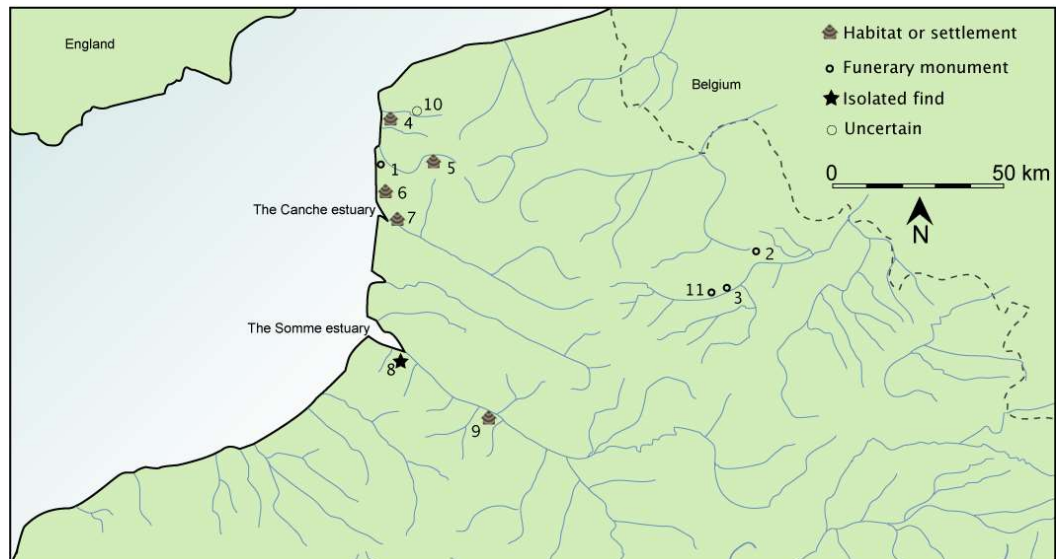 England
Belgium
Habitat or settlement
Funerary monument
Isolated find
Uncertain
0 50 km
N
10
4
5
1
6
The Canche estuary
7
2
11
3
The Somme estuary
8
9